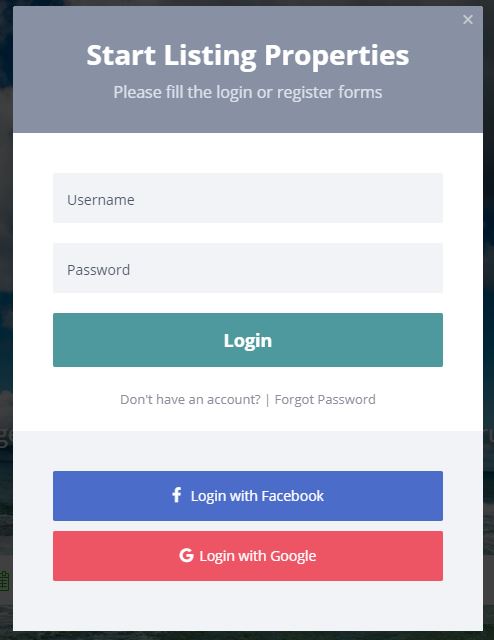 Start Listing Properties
Please fill the login or register forms
Username
Password
Login
Don't have an account? | Forgot Password
Login with Facebook
Login with Google